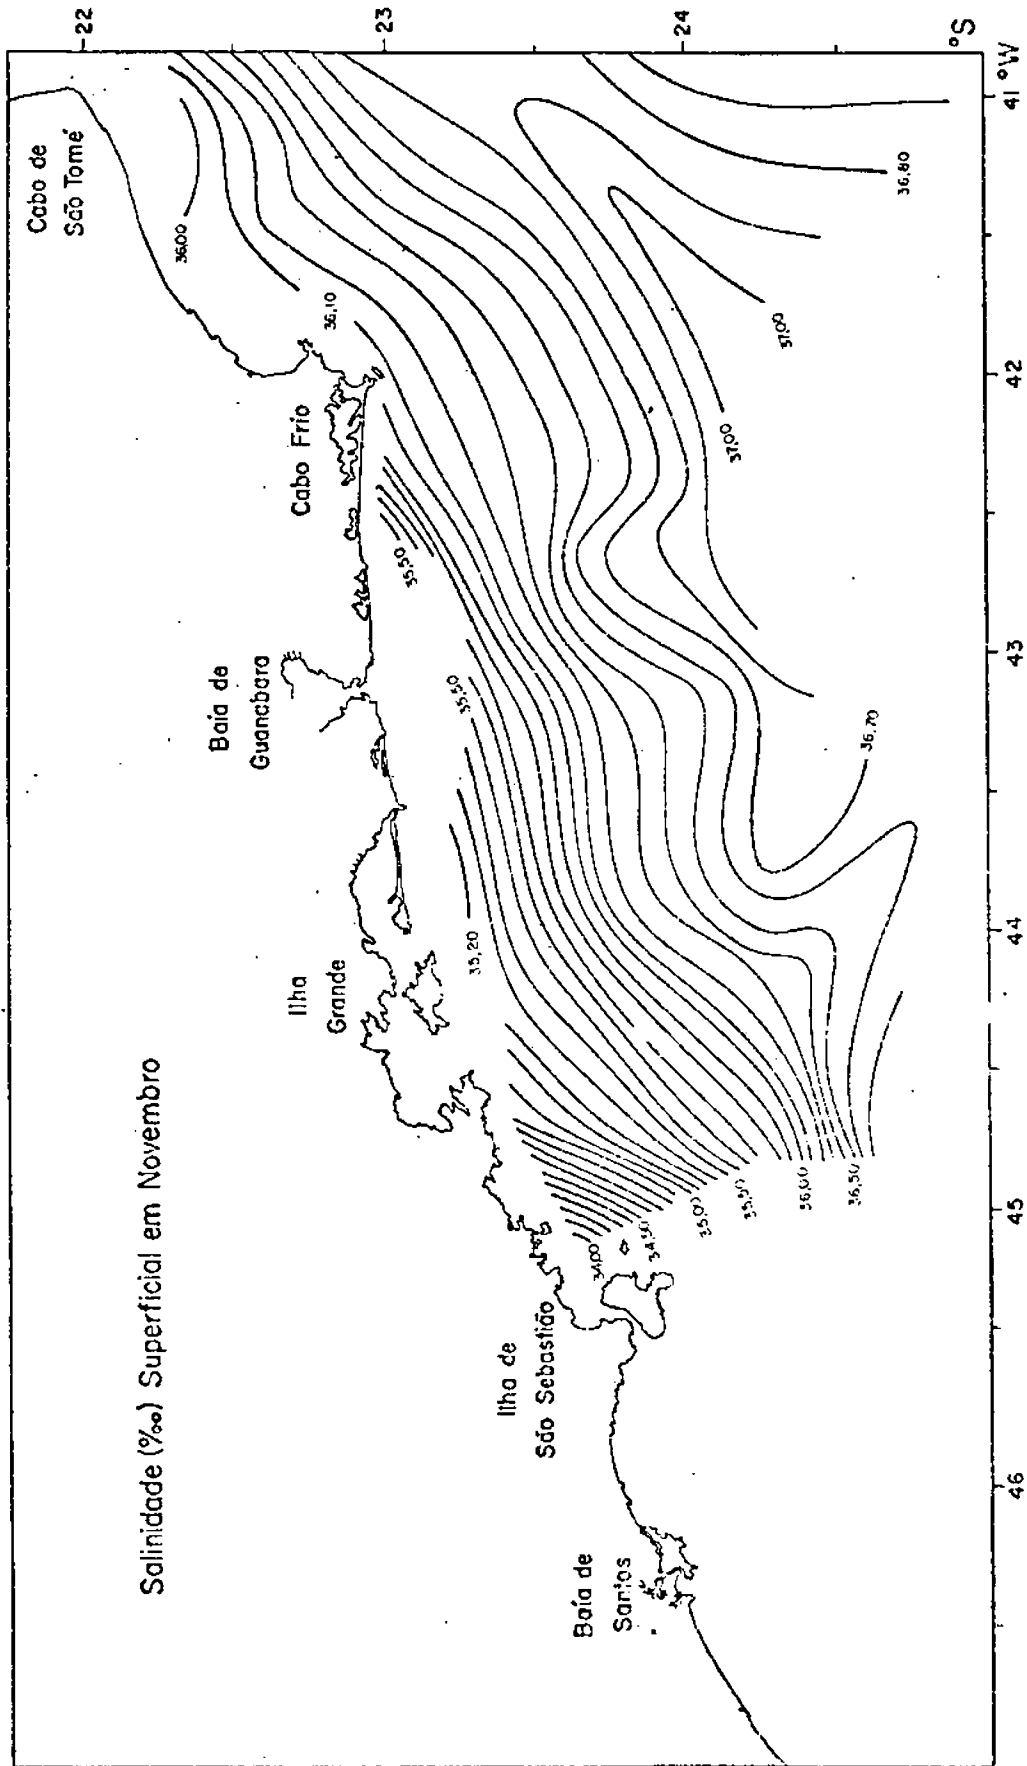 Salinidade (‰) Superficial em Novembro
Cabo de
São Tomé
Cabo Frio
Baía de
Guanabara
Ilha
Grande
Ilha de
São Sebastião
Baía de
Santos
36,00
36,10
35,50
35,50
35,20
34,00
34,50
35,00
35,50
36,00
36,50
36,70
37,00
37,00
36,80
22
23
24
°S
41 °W
42
43
44
45
46